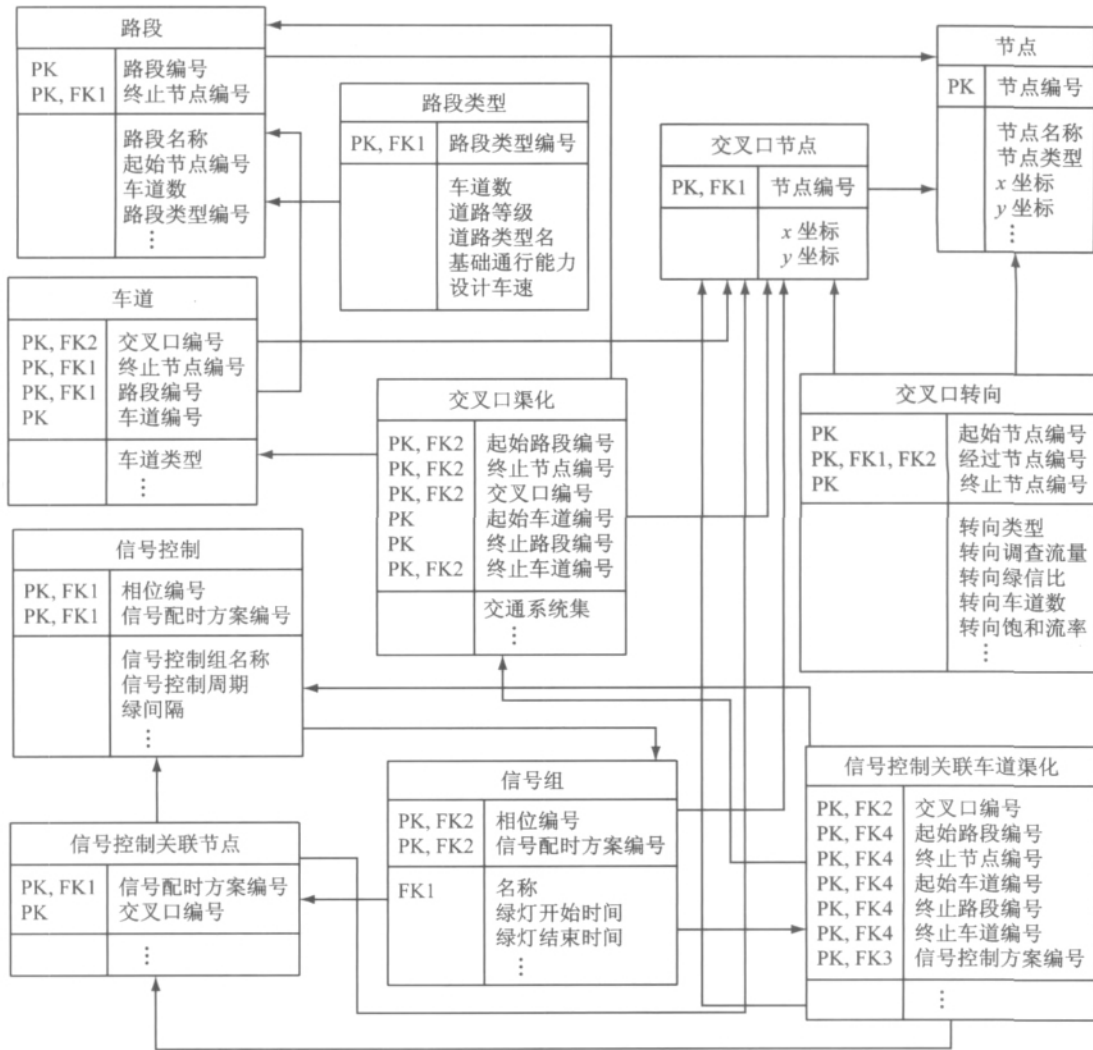 路段
PK 路段编号
PK, FK1 终止节点编号
路段名称
起始节点编号
车道数
路段类型编号
⋮
路段类型
PK, FK1 路段类型编号
车道数
道路等级
道路类型名
基础通行能力
设计车速
交叉口节点
PK, FK1 节点编号
x 坐标
y 坐标
节点
PK 节点编号
节点名称
节点类型
x 坐标
y 坐标
⋮
车道
PK, FK2 交叉口编号
PK, FK1 终止节点编号
PK, FK1 路段编号
PK 车道编号
车道类型
⋮
交叉口渠化
PK, FK2 起始路段编号
PK, FK2 终止节点编号
PK, FK2 交叉口编号
PK 起始车道编号
PK 终止路段编号
PK, FK2 终止车道编号
交通系统集
⋮
交叉口转向
PK 起始节点编号
PK, FK1, FK2 经过节点编号
PK 终止节点编号
转向类型
转向调查流量
转向绿信比
转向车道数
转向饱和流率
⋮
信号控制
PK, FK1 相位编号
PK, FK1 信号配时方案编号
信号控制组名称
信号控制周期
绿间隔
⋮
信号控制关联节点
PK, FK1 信号配时方案编号
PK 交叉口编号
⋮
信号组
PK, FK2 相位编号
PK, FK2 信号配时方案编号
FK1 名称
绿灯开始时间
绿灯结束时间
⋮
信号控制关联车道渠化
PK, FK2 交叉口编号
PK, FK4 起始路段编号
PK, FK4 终止节点编号
PK, FK4 起始车道编号
PK, FK4 终止路段编号
PK, FK4 终止车道编号
PK, FK3 信号控制方案编号
⋮